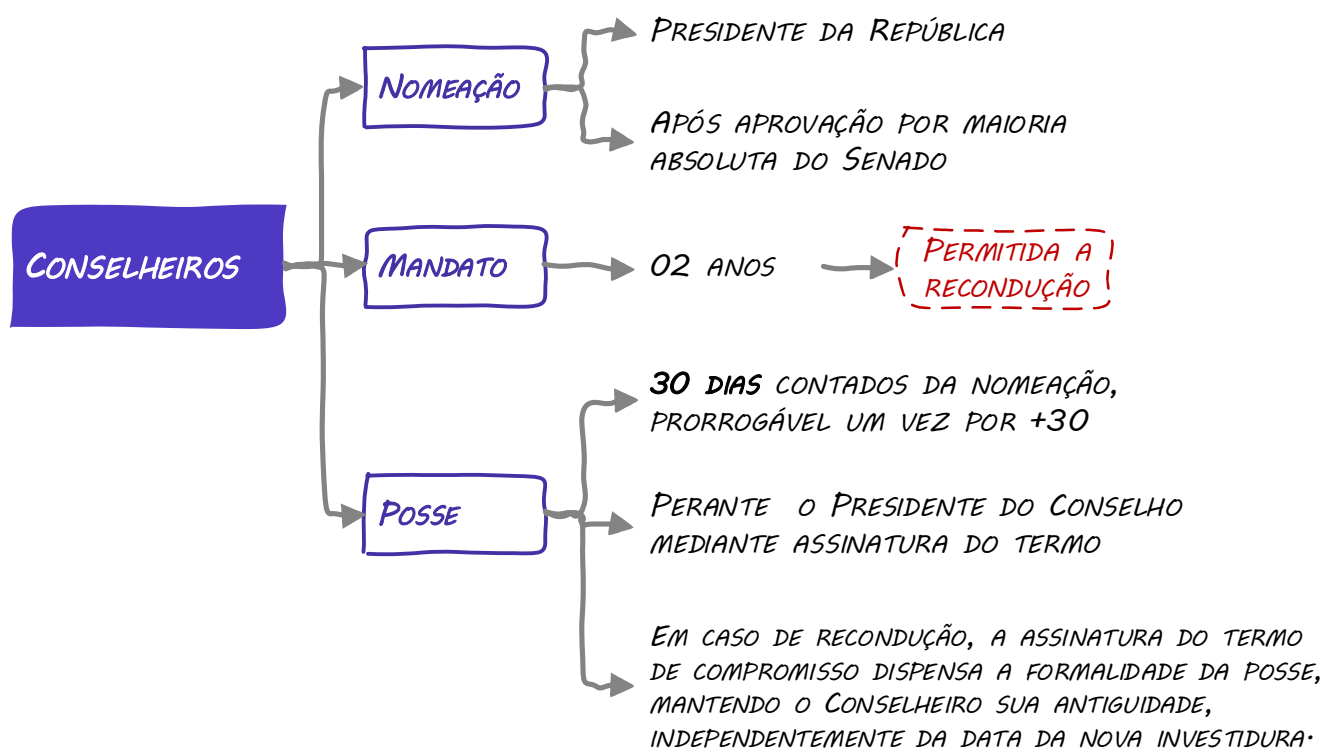 Conselheiros
Nomeação
Presidente da República
Após aprovação por maioria
absoluta do Senado
Mandato
02 anos
Permitida a
recondução
Posse
30 dias contados da nomeação,
prorrogável um vez por +30
Perante o Presidente do Conselho
mediante assinatura do termo
Em caso de recondução, a assinatura do termo
de compromisso dispensa a formalidade da posse,
mantendo o Conselheiro sua antiguidade,
independentemente da data da nova investidura.